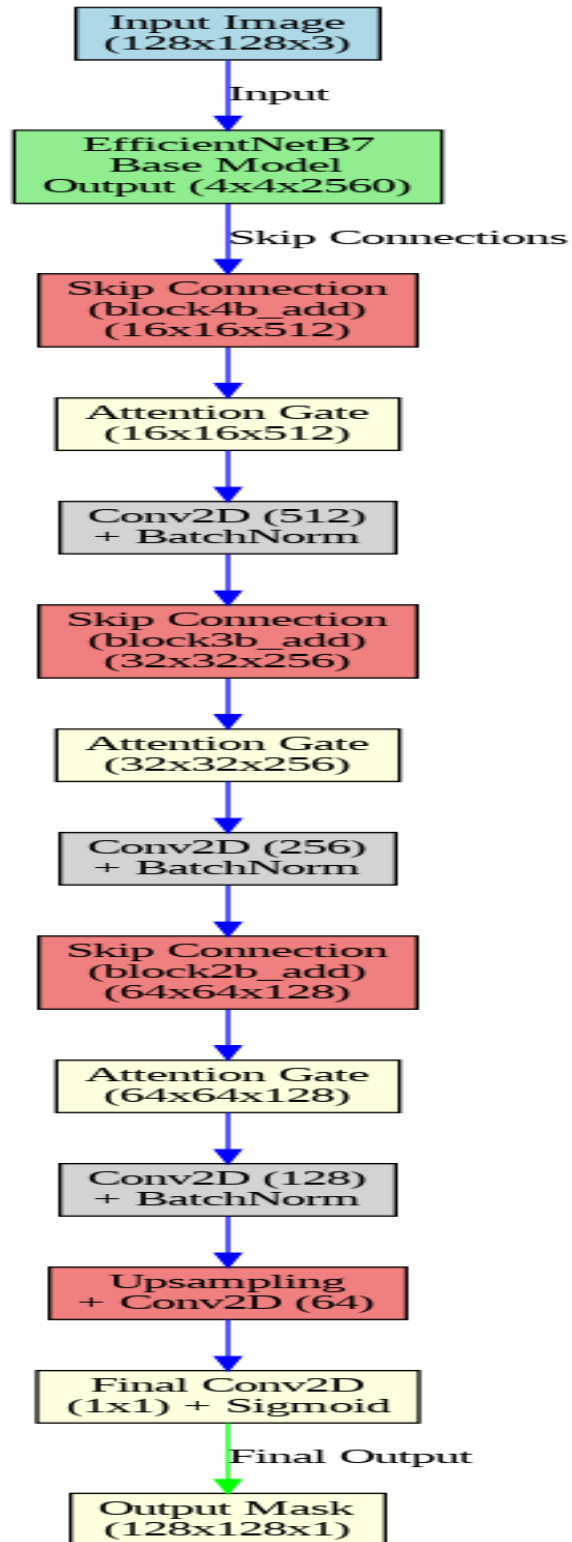 Input Image
(128x128x3)
Input
EfficientNetB7
Base Model
Output (4x4x2560)
Skip Connections
Skip Connection
(block4b_add)
(16x16x512)
Attention Gate
(16x16x512)
Conv2D (512)
+ BatchNorm
Skip Connection
(block3b_add)
(32x32x256)
Attention Gate
(32x32x256)
Conv2D (256)
+ BatchNorm
Skip Connection
(block2b_add)
(64x64x128)
Attention Gate
(64x64x128)
Conv2D (128)
+ BatchNorm
Upsampling
+ Conv2D (64)
Final Conv2D
(1x1) + Sigmoid
Final Output
Output Mask
(128x128x1)